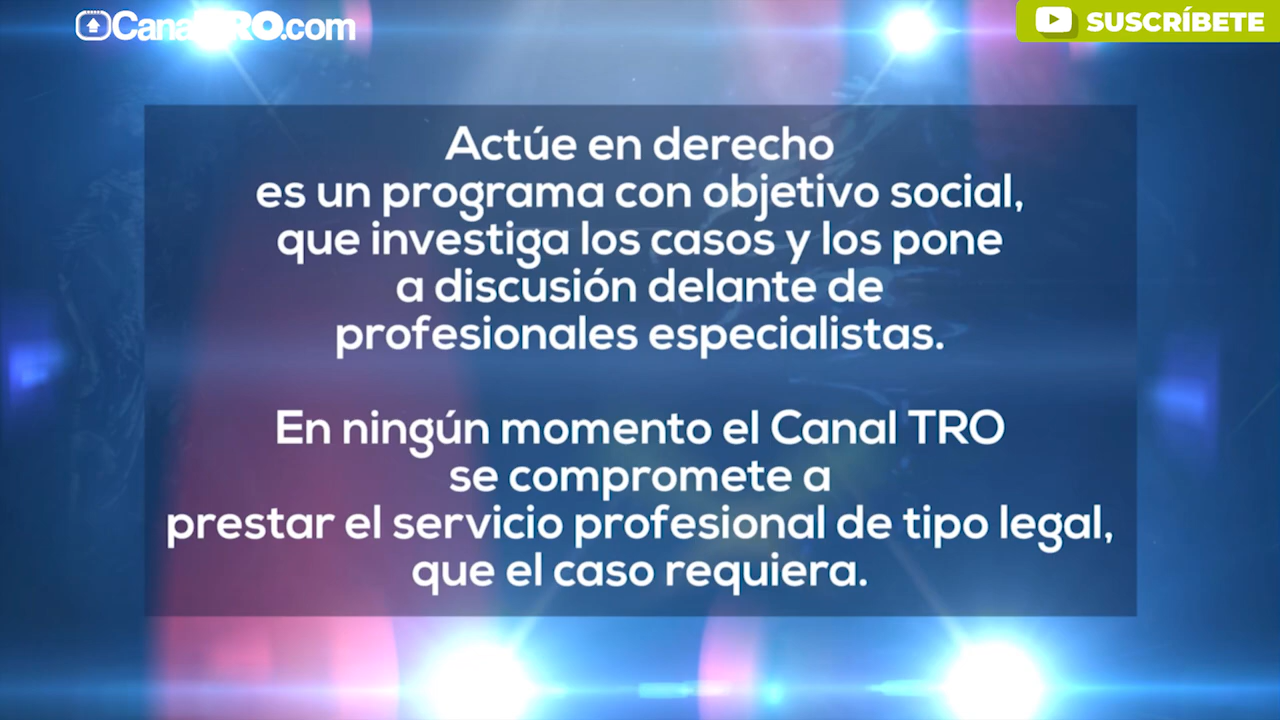 CanalTRO.com
SUSCRÍBETE
Actúe en derecho
es un programa con objetivo social,
que investiga los casos y los pone
a discusión delante de
profesionales especialistas.
En ningún momento el Canal TRO
se compromete a
prestar el servicio profesional de tipo legal,
que el caso requiera.